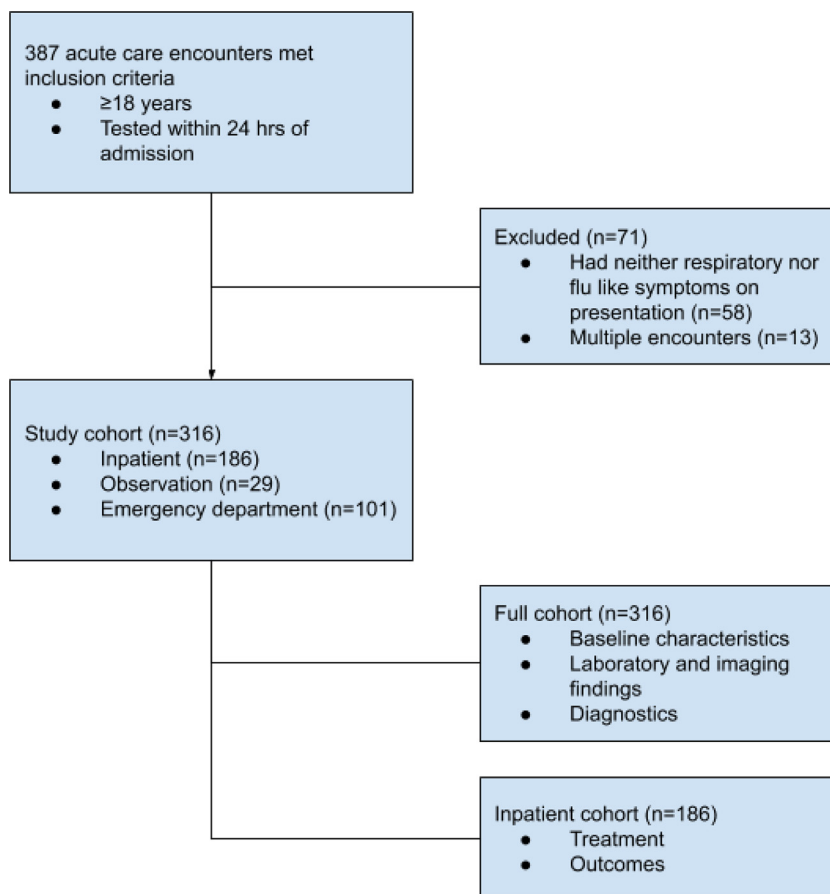 387 acute care encounters met
inclusion criteria
● ≥18 years
● Tested within 24 hrs of
admission
Excluded (n=71)
● Had neither respiratory nor
flu like symptoms on
presentation (n=58)
● Multiple encounters (n=13)
Study cohort (n=316)
● Inpatient (n=186)
● Observation (n=29)
● Emergency department (n=101)
Full cohort (n=316)
● Baseline characteristics
● Laboratory and imaging
findings
● Diagnostics
Inpatient cohort (n=186)
● Treatment
● Outcomes